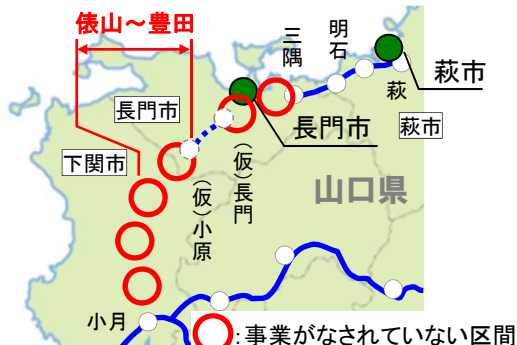 俵山～豊田
三隅
明石
萩
萩市
長門市
長門市
萩市
下関市
(仮)長門
(仮)小原
山口県
小月
:事業がなされていない区間